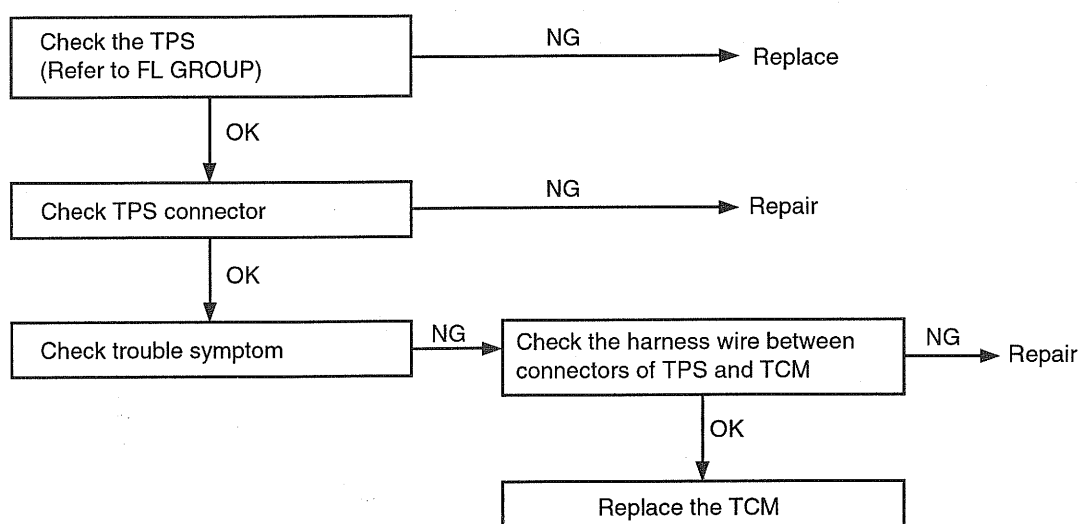 Check the TPS
(Refer to FL GROUP)
NG
Replace
OK
Check TPS connector
NG
Repair
OK
Check trouble symptom
NG
Check the harness wire between
connectors of TPS and TCM
NG
Repair
OK
Replace the TCM